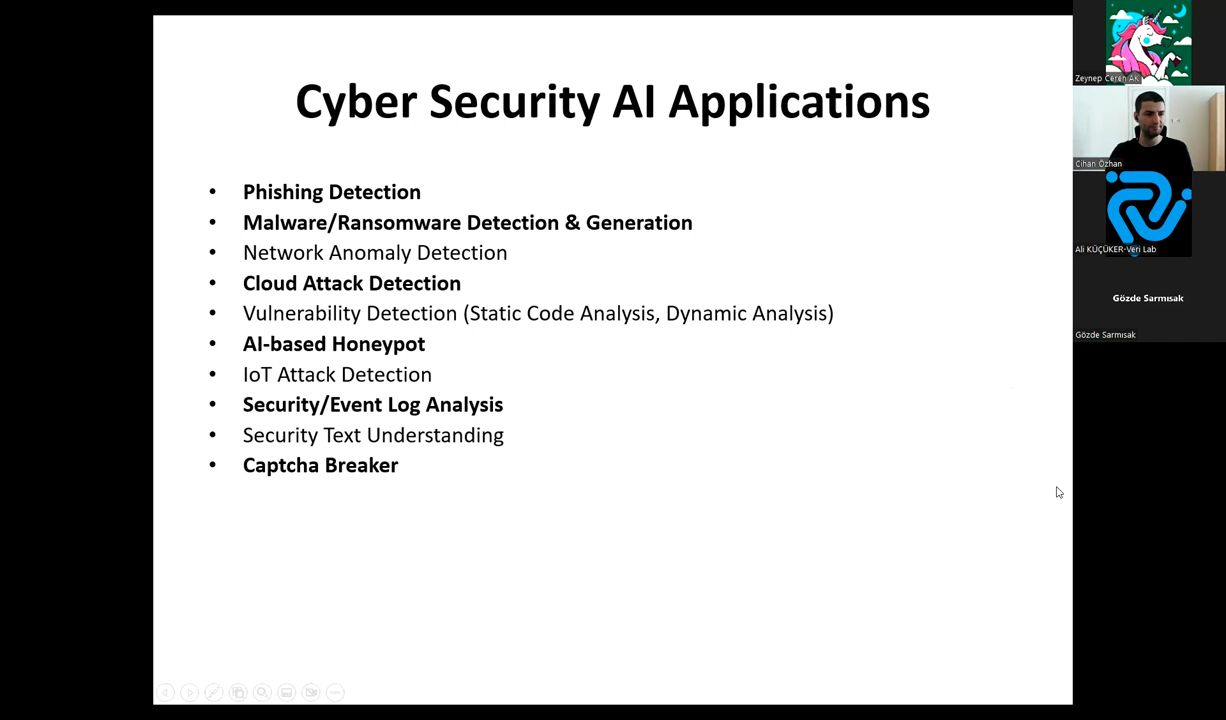 Cyber Security AI Applications
• Phishing Detection
• Malware/Ransomware Detection & Generation
• Network Anomaly Detection
• Cloud Attack Detection
• Vulnerability Detection (Static Code Analysis, Dynamic Analysis)
• AI-based Honeypot
• IoT Attack Detection
• Security/Event Log Analysis
• Security Text Understanding
• Captcha Breaker
Zeynep Ceren AK
Cihan Özhan
Ali KÜÇÜKER-Veri Lab
Gözde Sarmısak
Gözde Sarmısak